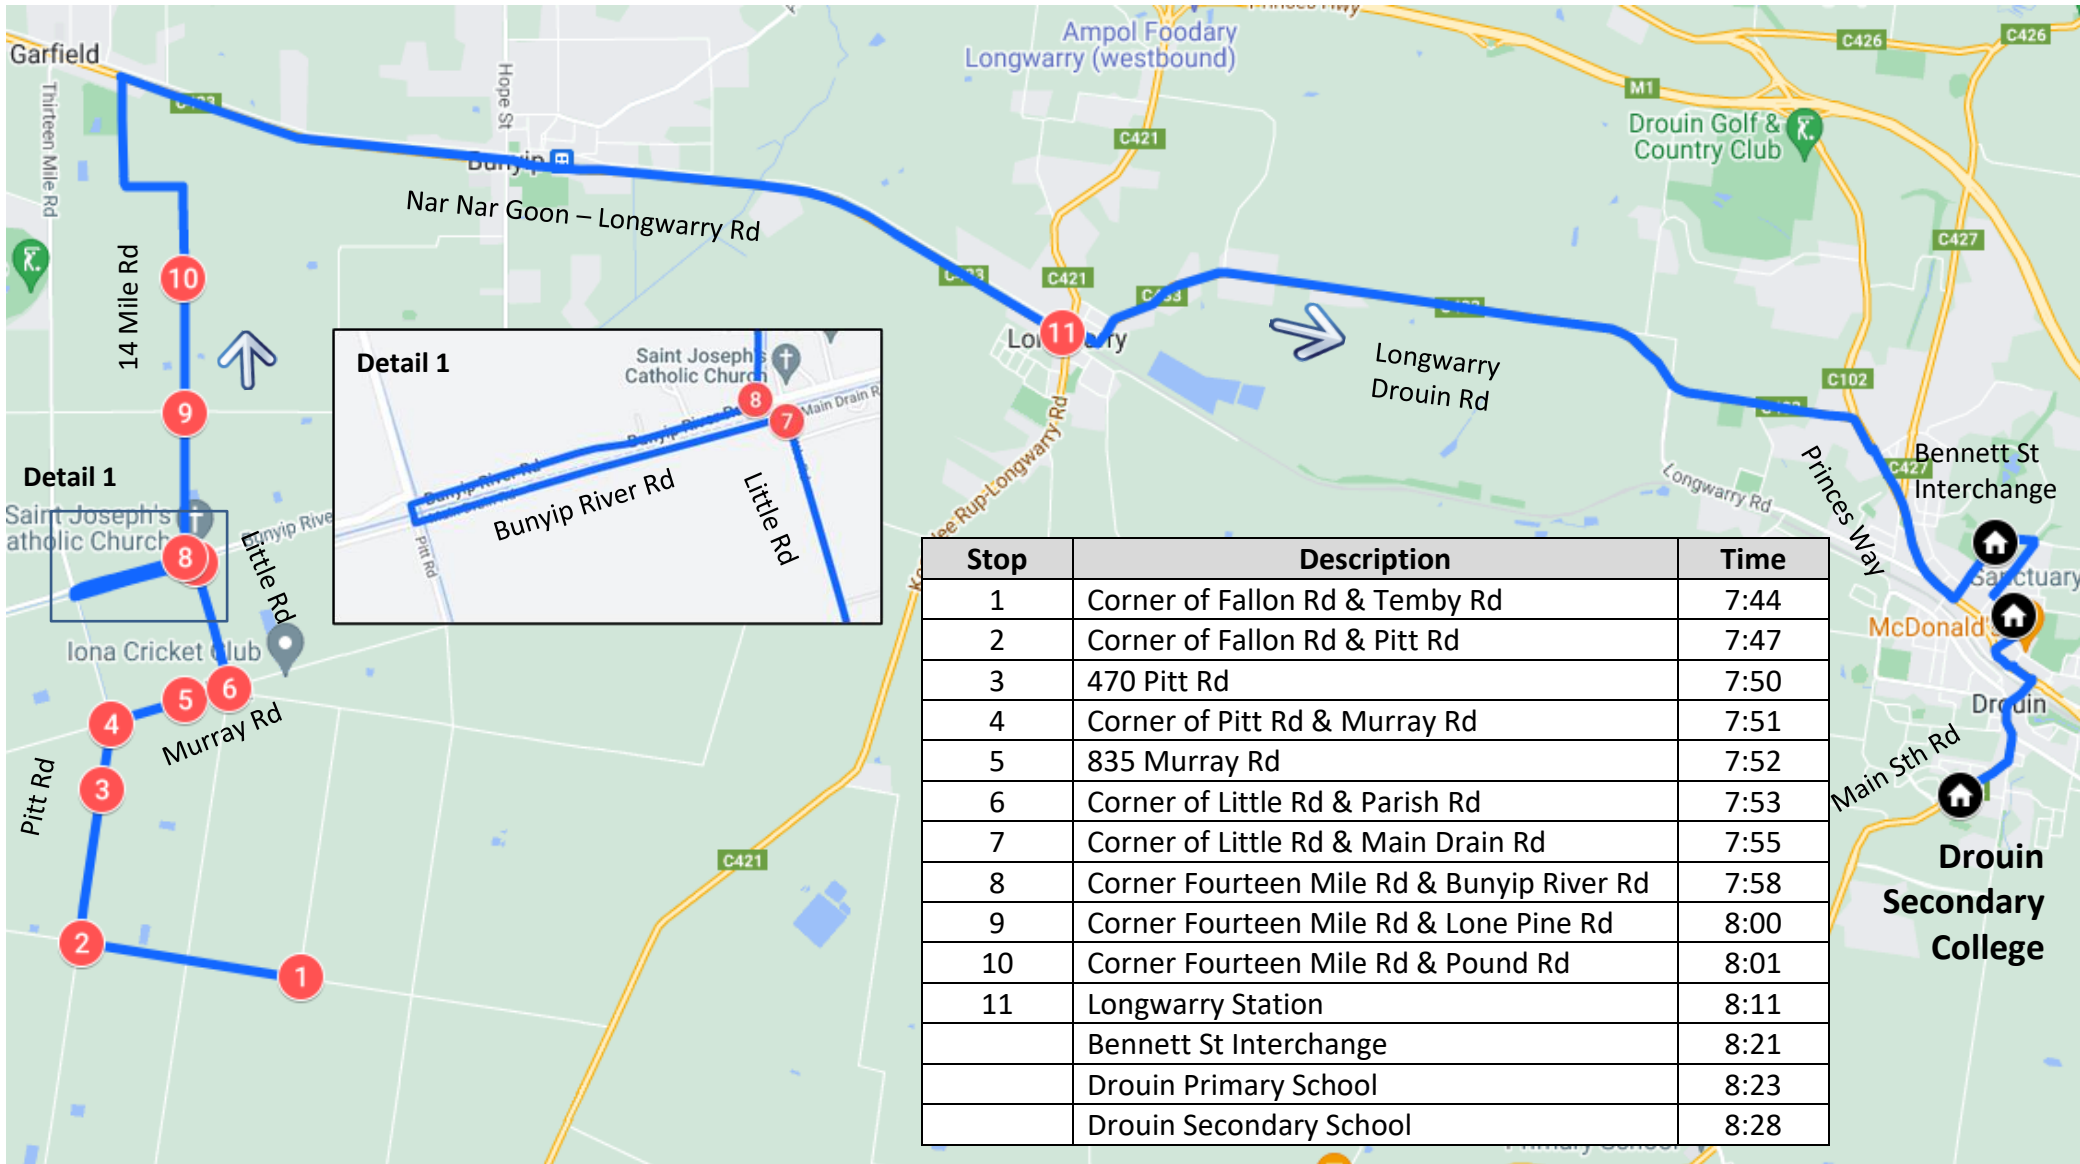 Garfield
Thirteen Mile Rd
Hope St
Bunyip
Nar Nar Goon – Longwarry Rd
Ampol Foodary
Longwarry (westbound)
Princes Hwy
C426
C426
M1
Drouin Golf &
Country Club
C421
C427
C421
Longwarry
Drouin Rd
C102
C427
Bennett St
Interchange
Princes Way
Longwarry Rd
Sanctuary
McDonald's
Drouin
Main Sth Rd
Drouin
Secondary
College
14 Mile Rd
10
9
11
Detail 1
Saint Joseph's
Catholic Church
8
7
Main Drain R
Bunyip River Rd
Bunyip River Rd
Pitt Rd
Little Rd
Detail 1
Saint Joseph's
atholic Church
Bunyip Rive
8
Little Rd
Iona Cricket Club
6
5
4
Murray Rd
3
Pitt Rd
2
1
C421
Stop Description Time
1 Corner of Fallon Rd & Temby Rd 7:44
2 Corner of Fallon Rd & Pitt Rd 7:47
3 470 Pitt Rd 7:50
4 Corner of Pitt Rd & Murray Rd 7:51
5 835 Murray Rd 7:52
6 Corner of Little Rd & Parish Rd 7:53
7 Corner of Little Rd & Main Drain Rd 7:55
8 Corner Fourteen Mile Rd & Bunyip River Rd 7:58
9 Corner Fourteen Mile Rd & Lone Pine Rd 8:00
10 Corner Fourteen Mile Rd & Pound Rd 8:01
11 Longwarry Station 8:11
Bennett St Interchange 8:21
Drouin Primary School 8:23
Drouin Secondary School 8:28